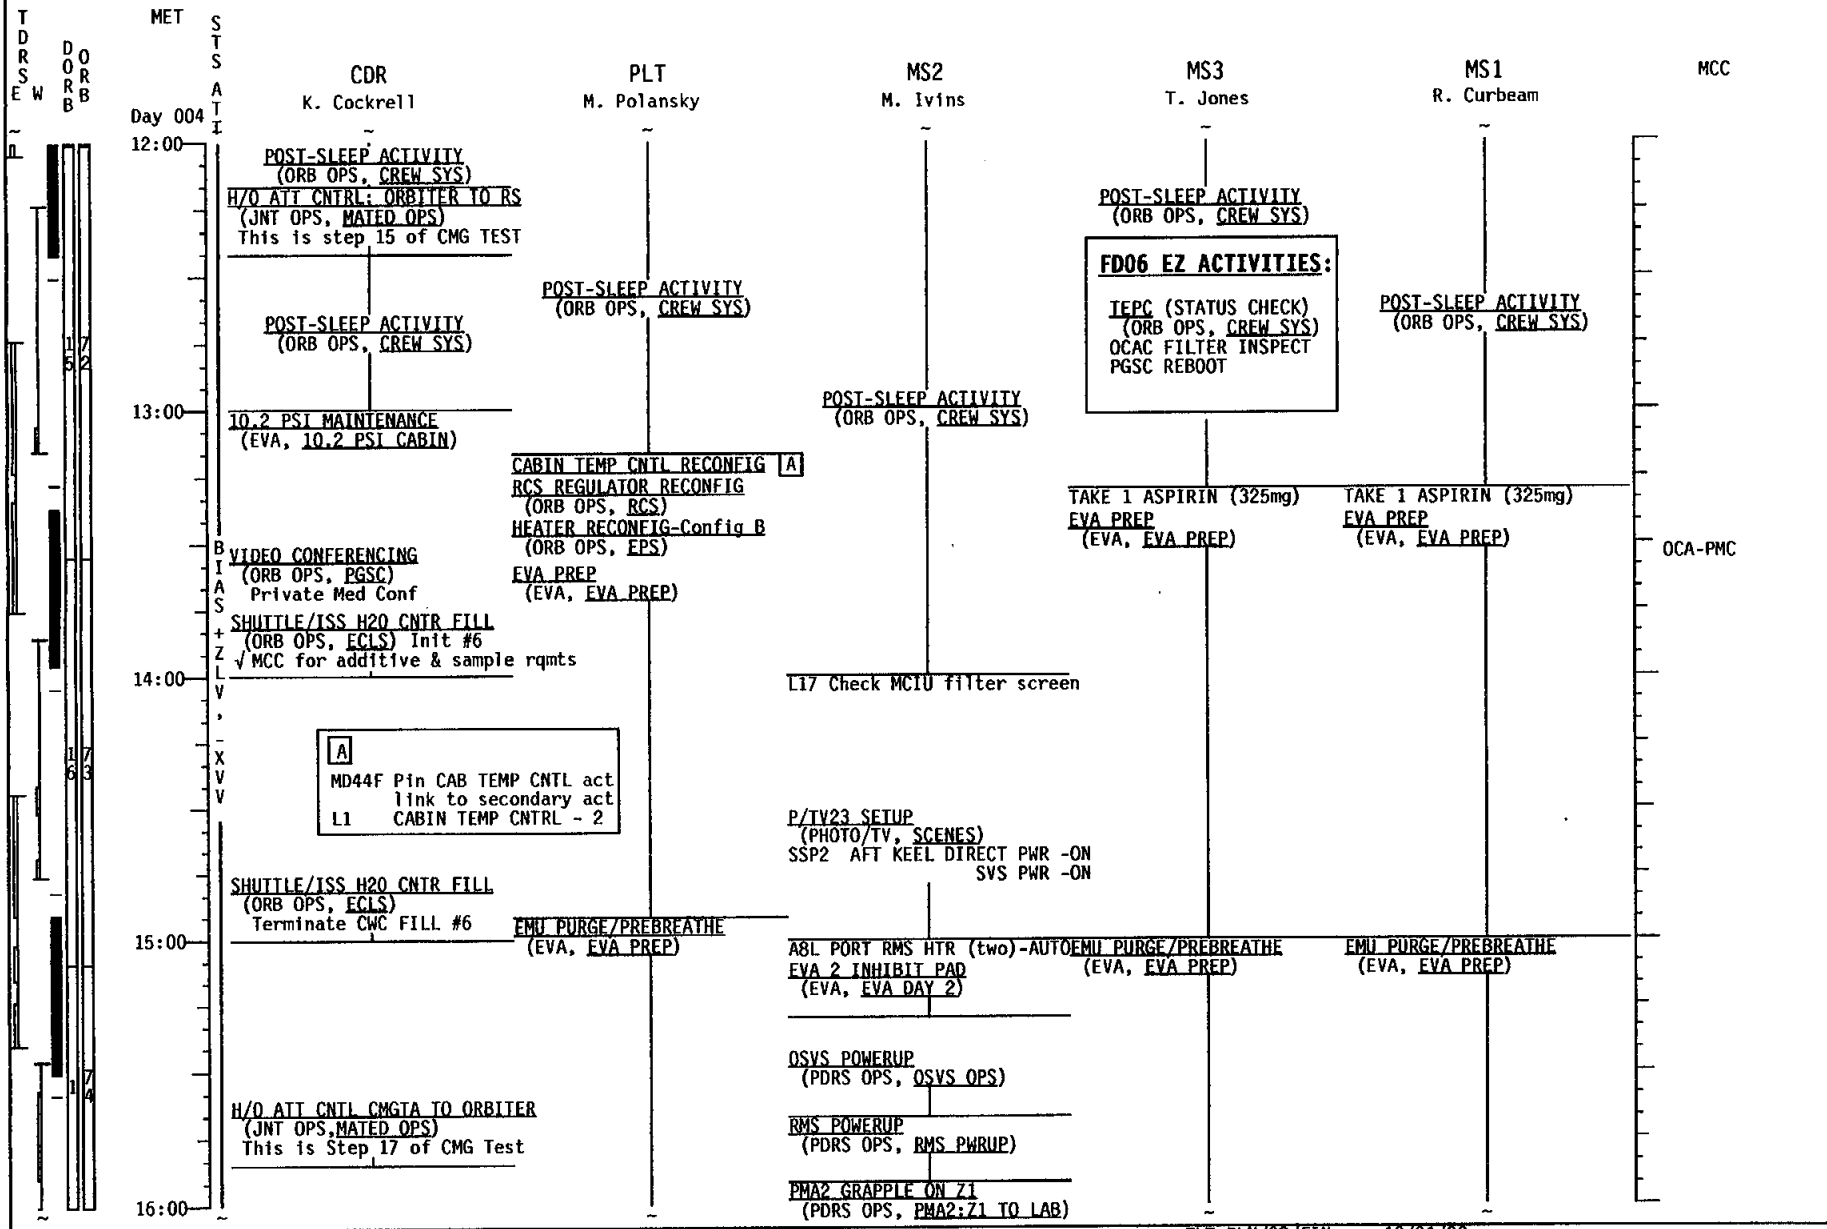 TDRS
E W
DORB
ORB
MET
STS ATT
CDR
K. Cockrell
PLT
M. Polansky
MS2
M. Ivins
MS3
T. Jones
MS1
R. Curbeam
MCC
Day 004
12:00
13:00
14:00
15:00
16:00
15
72
16
73
1
74
BIAS +ZLV, -XVV
POST-SLEEP ACTIVITY
(ORB OPS, CREW SYS)
H/O ATT CNTRL: ORBITER TO RS
(JNT OPS, MATED OPS)
This is step 15 of CMG TEST
POST-SLEEP ACTIVITY
(ORB OPS, CREW SYS)
10.2 PSI MAINTENANCE
(EVA, 10.2 PSI CABIN)
VIDEO CONFERENCING
(ORB OPS, PGSC)
Private Med Conf
SHUTTLE/ISS H2O CNTR FILL
(ORB OPS, ECLS) Init #6
√ MCC for additive & sample rqmts
A
MD44F Pin CAB TEMP CNTL act
link to secondary act
L1 CABIN TEMP CNTRL - 2
SHUTTLE/ISS H2O CNTR FILL
(ORB OPS, ECLS)
Terminate CWC FILL #6
H/O ATT CNTL CMGTA TO ORBITER
(JNT OPS,MATED OPS)
This is Step 17 of CMG Test
POST-SLEEP ACTIVITY
(ORB OPS, CREW SYS)
CABIN TEMP CNTL RECONFIG A
RCS REGULATOR RECONFIG
(ORB OPS, RCS)
HEATER RECONFIG-Config B
(ORB OPS, EPS)
EVA PREP
(EVA, EVA PREP)
EMU PURGE/PREBREATHE
(EVA, EVA PREP)
POST-SLEEP ACTIVITY
(ORB OPS, CREW SYS)
L17 Check MCIU filter screen
P/TV23 SETUP
(PHOTO/TV, SCENES)
SSP2 AFT KEEL DIRECT PWR -ON
SVS PWR -ON
A8L PORT RMS HTR (two)-AUTO
EVA 2 INHIBIT PAD
(EVA, EVA DAY 2)
OSVS POWERUP
(PDRS OPS, OSVS OPS)
RMS POWERUP
(PDRS OPS, RMS PWRUP)
PMA2 GRAPPLE ON Z1
(PDRS OPS, PMA2:Z1 TO LAB)
POST-SLEEP ACTIVITY
(ORB OPS, CREW SYS)
FD06 EZ ACTIVITIES:
TEPC (STATUS CHECK)
(ORB OPS, CREW SYS)
OCAC FILTER INSPECT
PGSC REBOOT
TAKE 1 ASPIRIN (325mg)
EVA PREP
(EVA, EVA PREP)
EMU PURGE/PREBREATHE
(EVA, EVA PREP)
POST-SLEEP ACTIVITY
(ORB OPS, CREW SYS)
TAKE 1 ASPIRIN (325mg)
EVA PREP
(EVA, EVA PREP)
EMU PURGE/PREBREATHE
(EVA, EVA PREP)
OCA-PMC